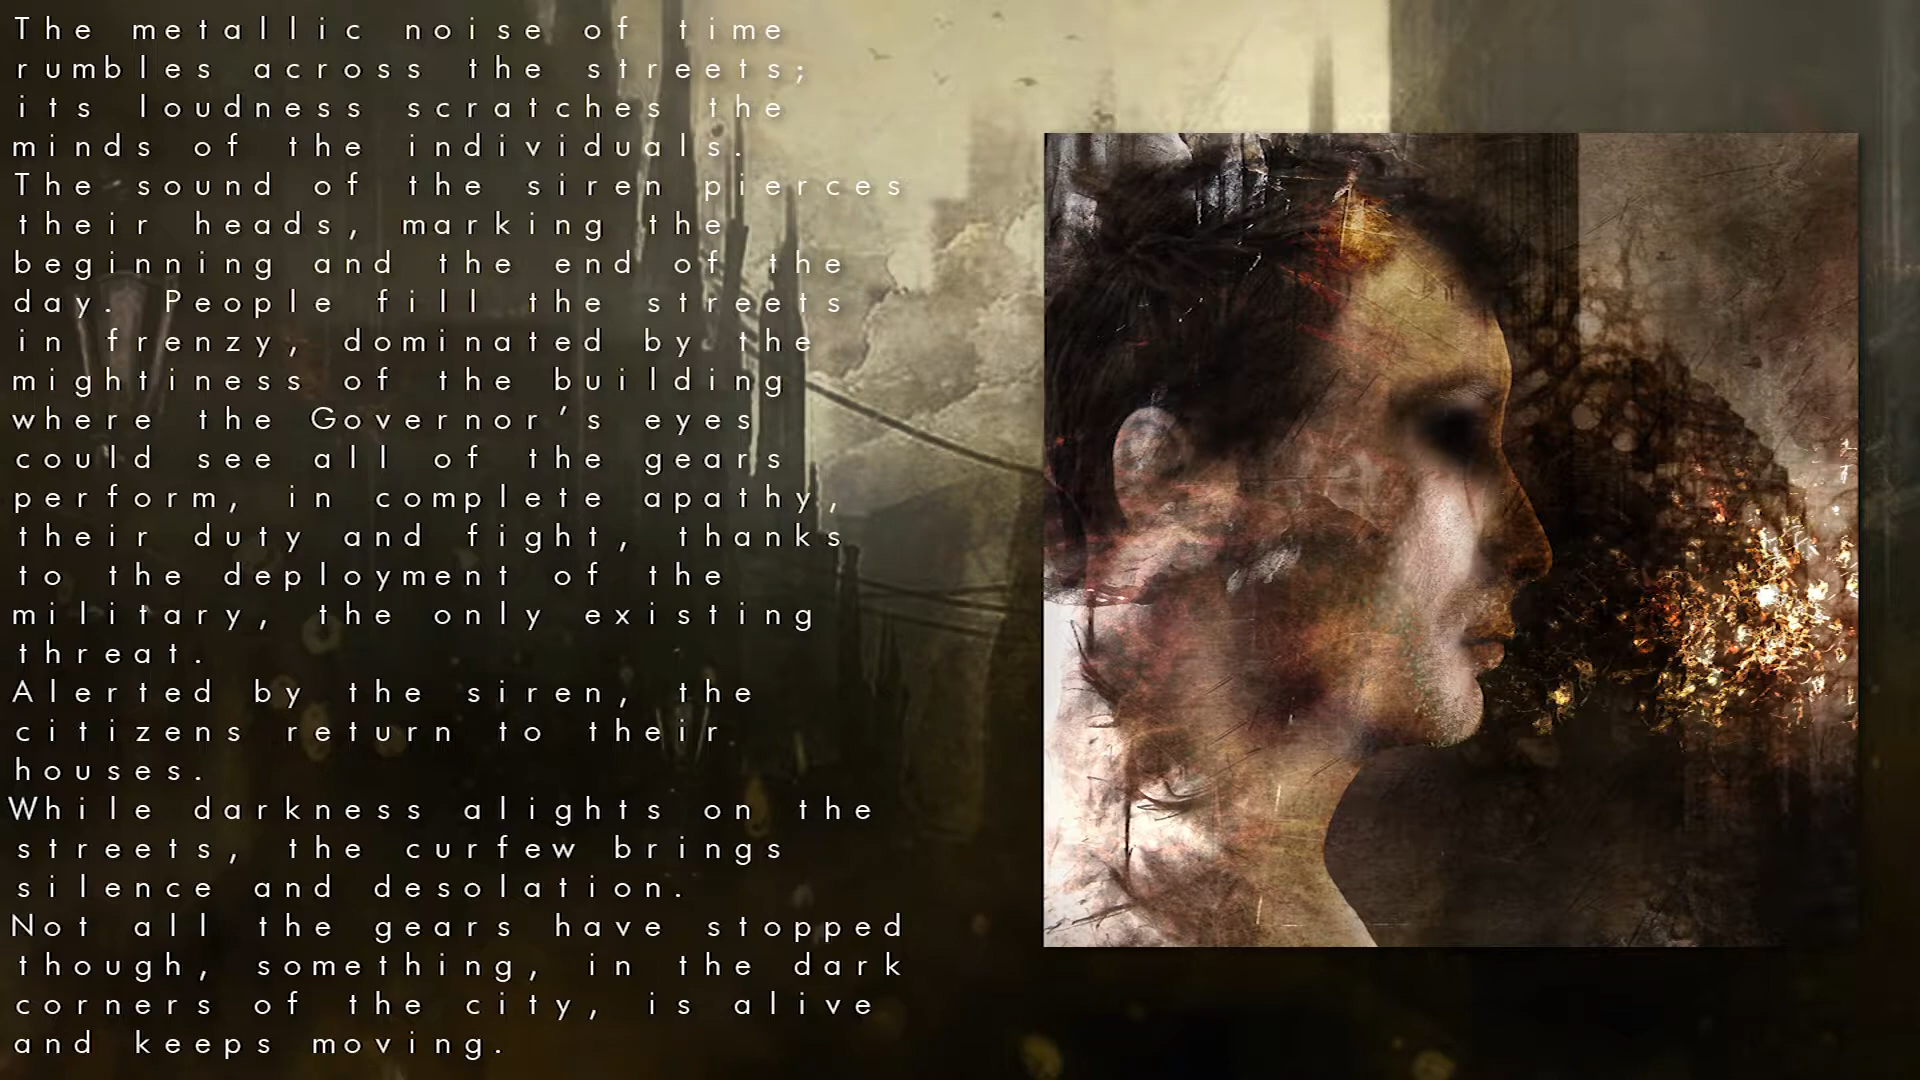 The metallic noise of time
rumbles across the streets;
its loudness scratches the
minds of the individuals.
The sound of the siren pierces
their heads, marking the
beginning and the end of the
day. People fill the streets
in frenzy, dominated by the
mightiness of the building
where the Governor's eyes
could see all of the gears
perform, in complete apathy,
their duty and fight, thanks
to the deployment of the
military, the only existing
threat.
Alerted by the siren, the
citizens return to their
houses.
While darkness alights on the
streets, the curfew brings
silence and desolation.
Not all the gears have stopped
though, something, in the dark
corners of the city, is alive
and keeps moving.